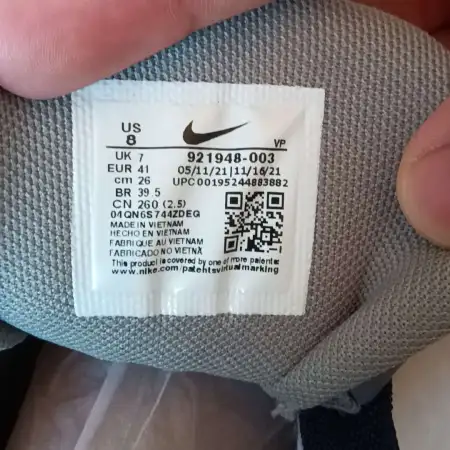 US
8
VP
UK 7
EUR 41
cm 26
BR 39.5
CN 260 (2.5)
921948-003
05/11/21|11/16/21
UPC00195244883882
01QN6S744ZDEG
MADE IN VIETNAM
HECHO EN VIETNAM
FABRIQUE AU VIETNAM
FABRICADO NO VIETNÃ
This product is covered by one of more patents:
www.nike.com/patentsvirtualmarking